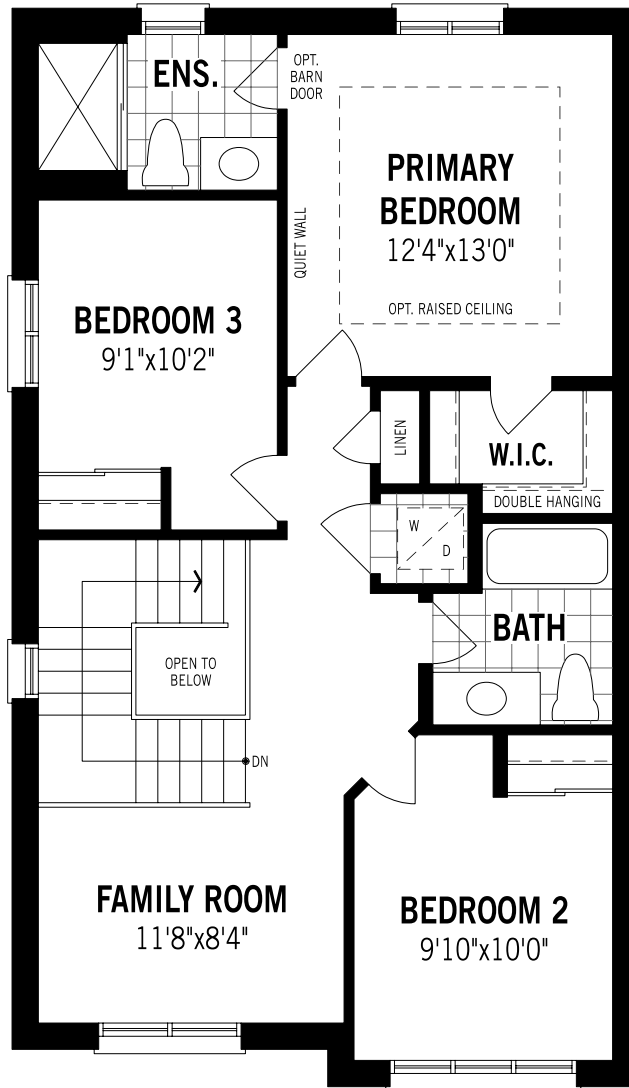 ENS.
OPT.
BARN
DOOR
PRIMARY
BEDROOM
12'4"x13'0"
QUIET WALL
OPT. RAISED CEILING
BEDROOM 3
9'1"x10'2"
LINEN
W.I.C.
DOUBLE HANGING
W
D
BATH
OPEN TO
BELOW
DN
FAMILY ROOM
11'8"x8'4"
BEDROOM 2
9'10"x10'0"